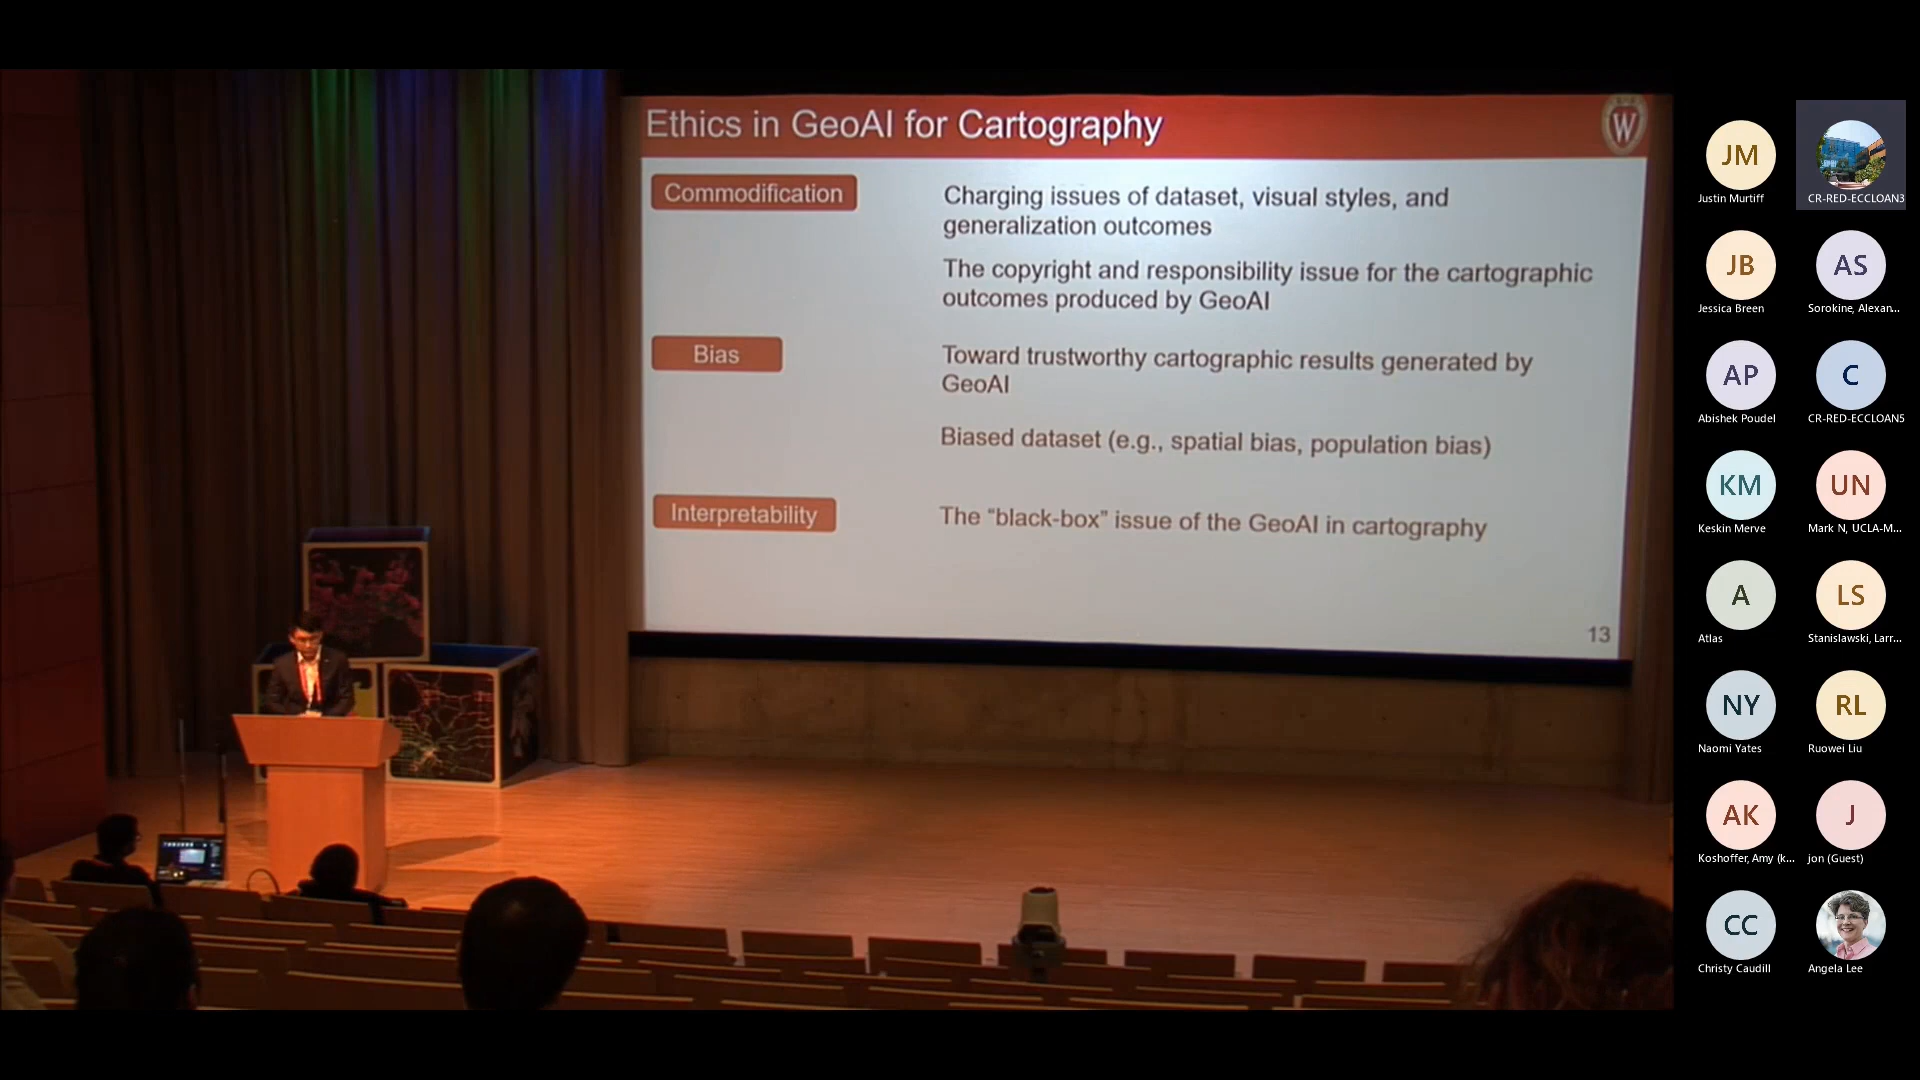 Ethics in GeoAI for Cartography
W
Commodification
Charging issues of dataset, visual styles, and
generalization outcomes
The copyright and responsibility issue for the cartographic
outcomes produced by GeoAI
Bias
Toward trustworthy cartographic results generated by
GeoAI
Biased dataset (e.g., spatial bias, population bias)
Interpretability
The “black-box” issue of the GeoAI in cartography
13
JM
Justin Murtiff
CR-RED-ECCLOAN3
JB
Jessica Breen
AS
Sorokine, Alexan...
AP
Abishek Poudel
C
CR-RED-ECCLOAN5
KM
Keskin Merve
UN
Mark N, UCLA-M...
A
Atlas
LS
Stanislawski, Larr...
NY
Naomi Yates
RL
Ruowei Liu
AK
Koshoffer, Amy (k...
J
jon (Guest)
CC
Christy Caudill
Angela Lee